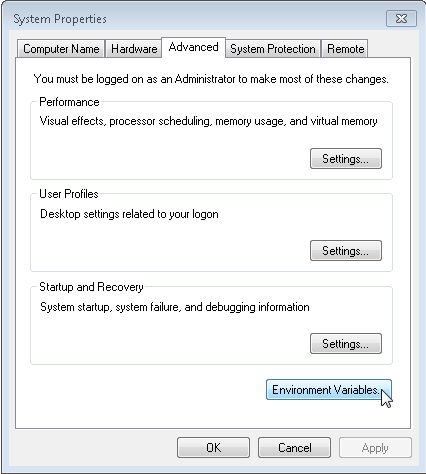 System Properties
Computer Name Hardware Advanced System Protection Remote
You must be logged on as an Administrator to make most of these changes.
Performance
Visual effects, processor scheduling, memory usage, and virtual memory
Settings...
User Profiles
Desktop settings related to your logon
Settings...
Startup and Recovery
System startup, system failure, and debugging information
Settings...
Environment Variables...
OK Cancel Apply